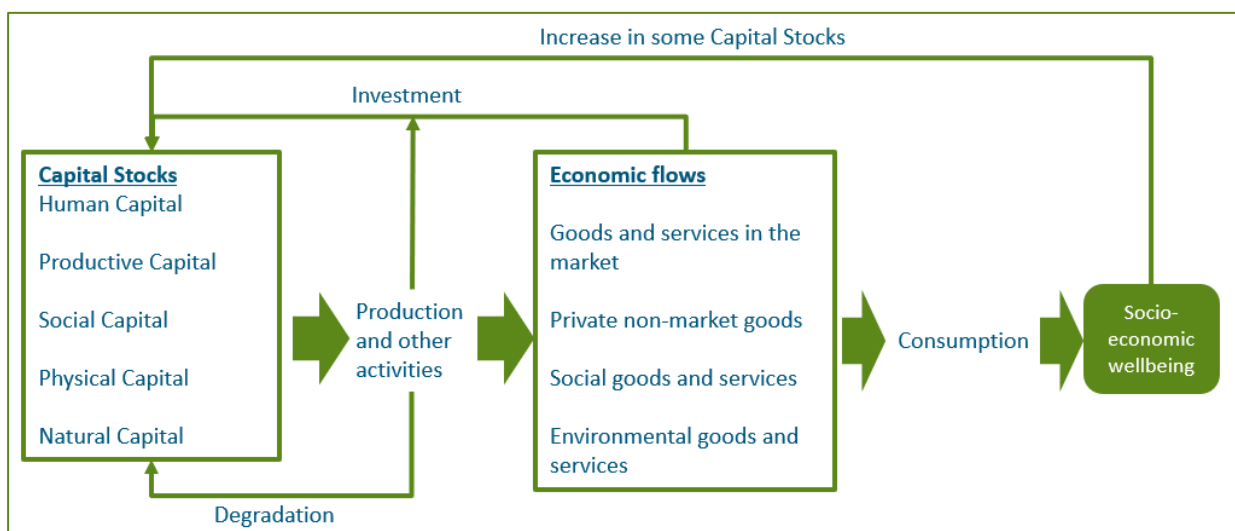 Increase in some Capital Stocks
Investment
Capital Stocks
Human Capital
Productive Capital
Social Capital
Physical Capital
Natural Capital
Production
and other
activities
Degradation
Economic flows
Goods and services in the
market
Private non-market goods
Social goods and services
Environmental goods and
services
Consumption
Socio-
economic
wellbeing